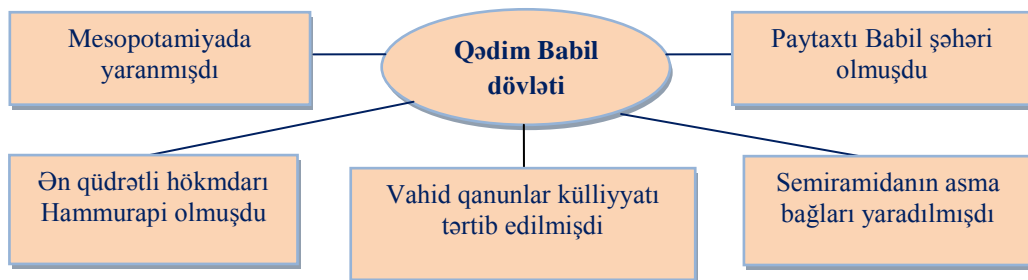 Mesopotamiyada
yaranmışdı
Qədim Babil
dövləti
Paytaxtı Babil şəhəri
olmuşdu
Ən qüdrətli hökmdarı
Hammurapi olmuşdu
Vahid qanunlar külliyyatı
tərtib edilmişdi
Semiramidanın asma
bağları yaradılmışdı